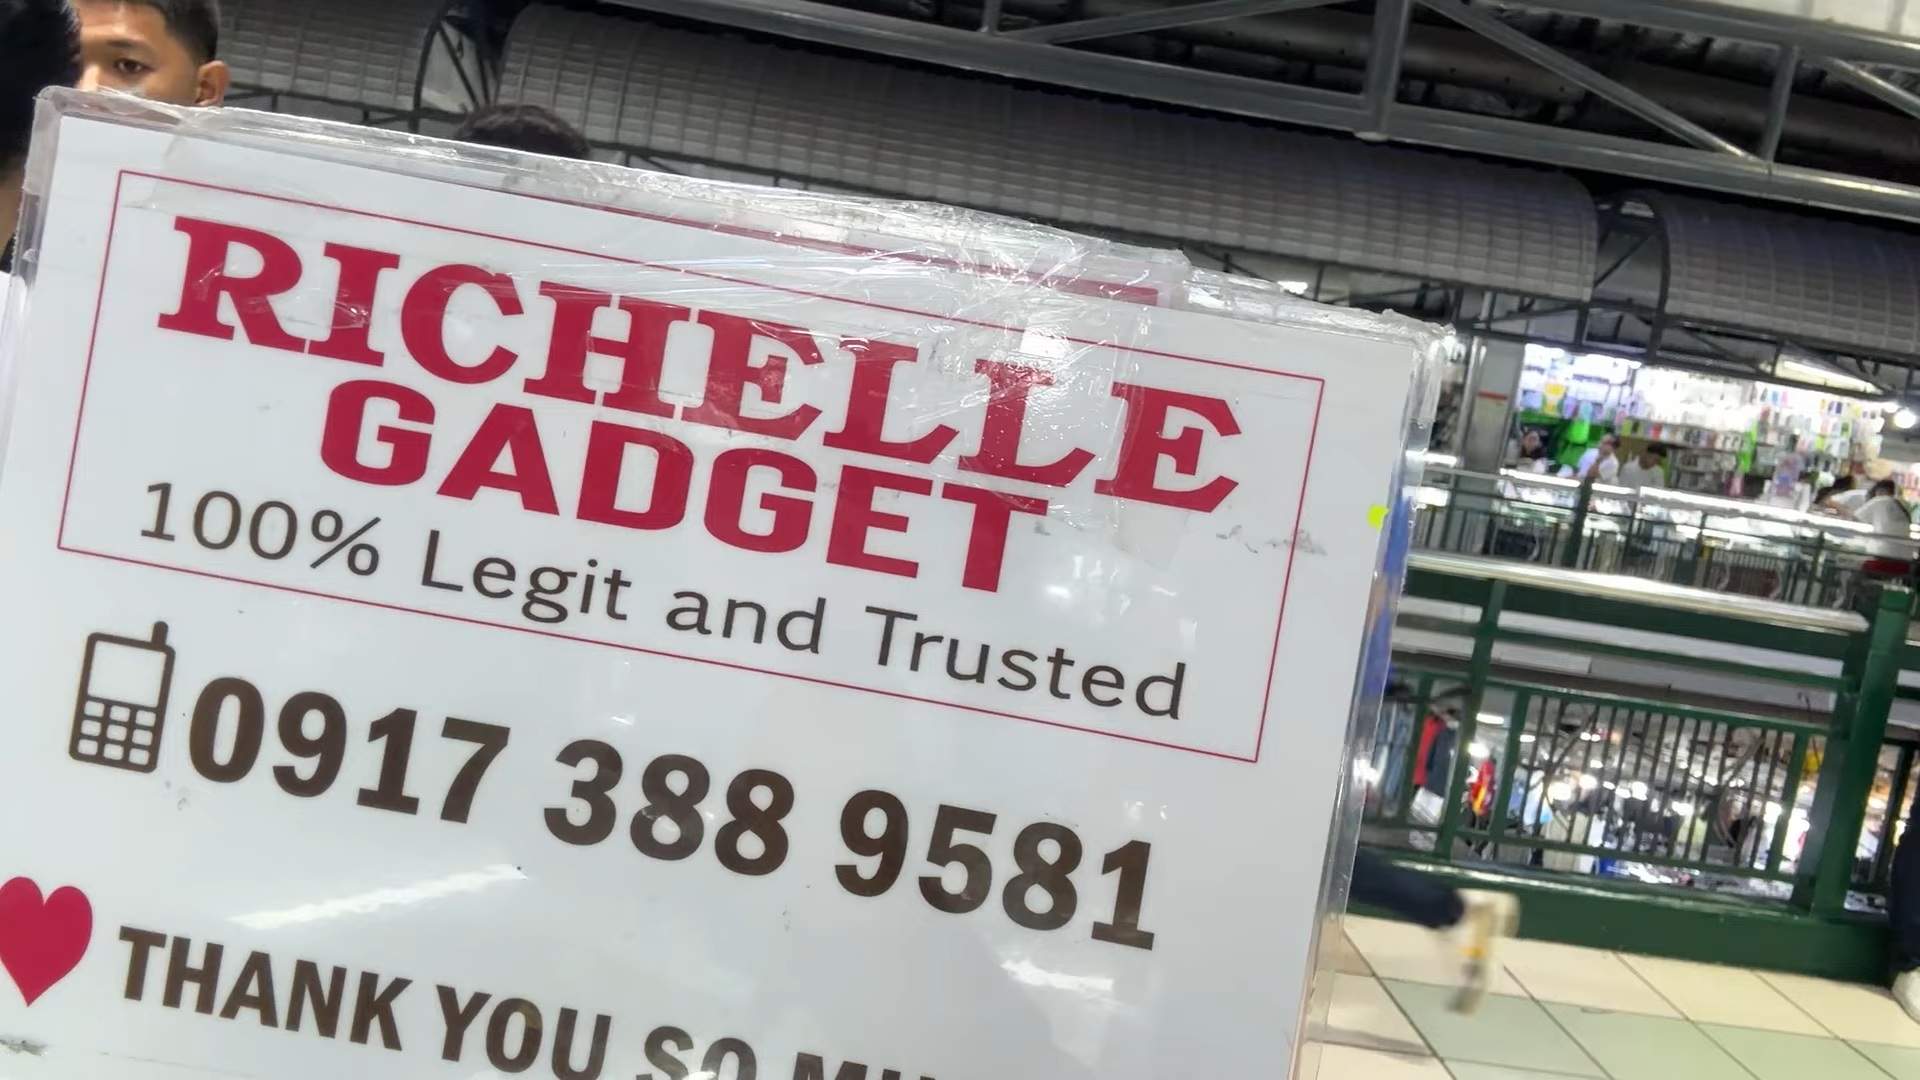 RICHELLE
GADGET
100% Legit and Trusted
0917 388 9581
THANK YOU SO